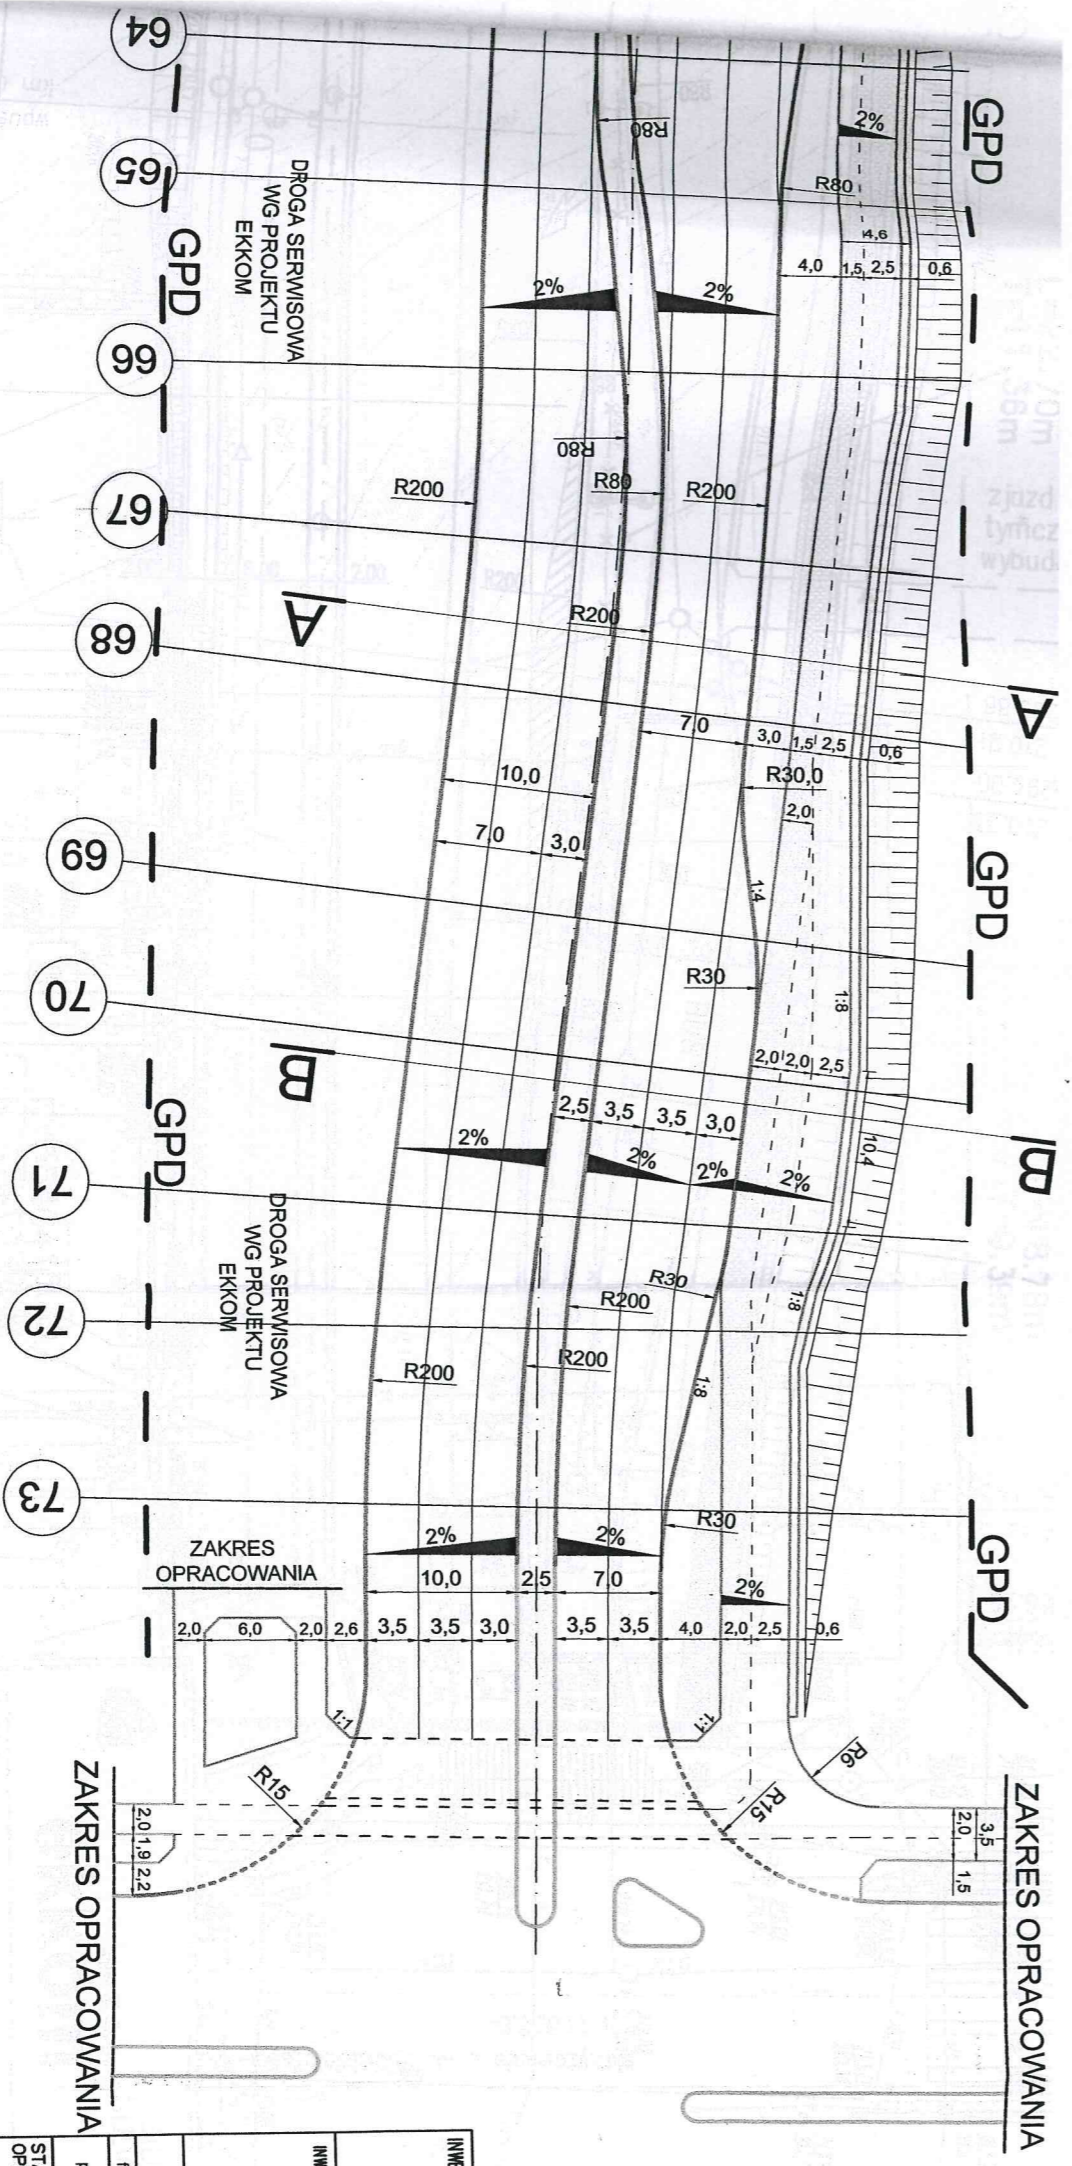 64
GPD
2%
R80
65
R80
DROGA SERWISOWA
WG PROJEKTU
EKKOM
GPD
4,6
4,0
1,5
2,5
0,6
2%
2%
66
R80
R200
R80
R200
67
A
R200
68
A
7,0
3,0
1,5
2,5
0,6
10,0
R30,0
2,0
7,0
3,0
69
GPD
1:4
R30
70
1:8
B
2,0
2,0
2,5
GPD
2,5
3,5
3,5
3,0
B
10,4
2%
2%
2%
2%
71
DROGA SERWISOWA
WG PROJEKTU
EKKOM
R30
1:8
R200
72
R200
R200
1:8
73
R30
GPD
ZAKRES
OPRACOWANIA
2%
2%
10,0
2,5
7,0
2%
2,0
6,0
2,0
2,6
3,5
3,5
3,0
3,5
3,5
4,0
2,0
2,5
0,6
1:1
1:1
R6
R15
R15
ZAKRES OPRACOWANIA
2,0
1,9
2,2
3,5
2,0
1,5
ZAKRES OPRACOWANIA